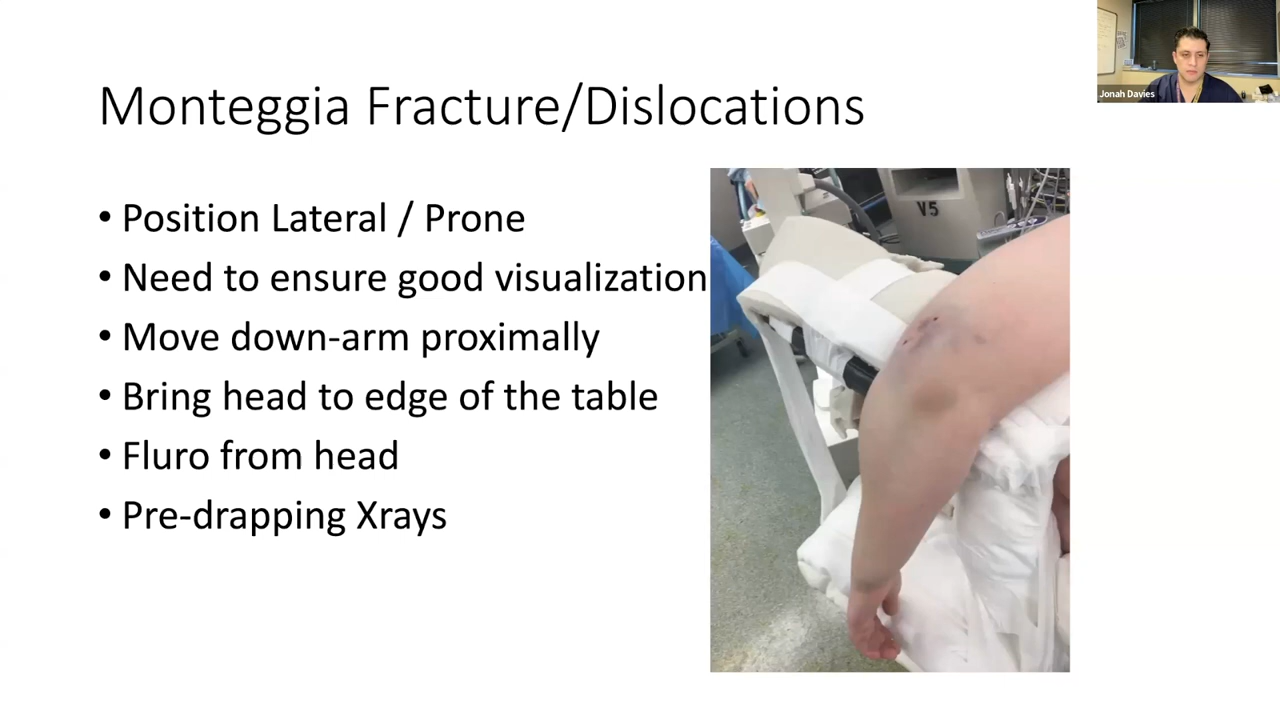 Monteggia Fracture/Dislocations
• Position Lateral / Prone
• Need to ensure good visualization
• Move down-arm proximally
• Bring head to edge of the table
• Fluro from head
• Pre-drapping Xrays
V5
Jonah Davies